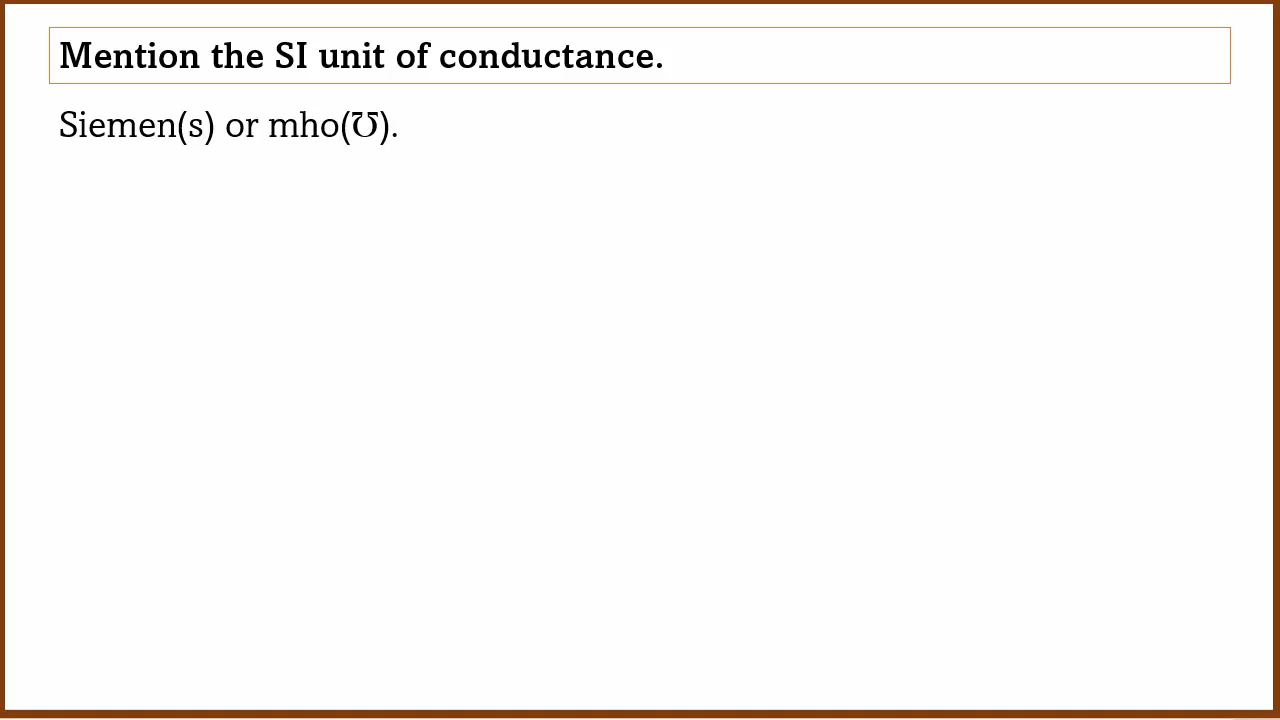 Mention the SI unit of conductance.
Siemen(s) or mho(℧).